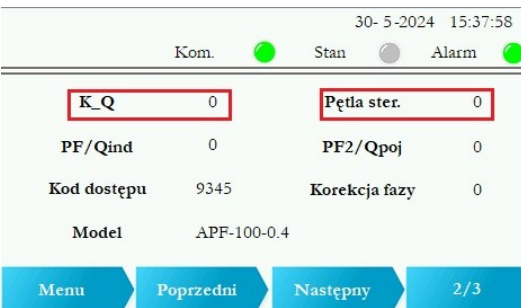 30- 5-2024 15:37:58
Kom. Stan Alarm
K_Q 0 Pętla ster. 0
PF/Qind 0 PF2/Qpoj 0
Kod dostępu 9345 Korekcja fazy 0
Model APF-100-0.4
Menu Poprzedni Następny 2/3